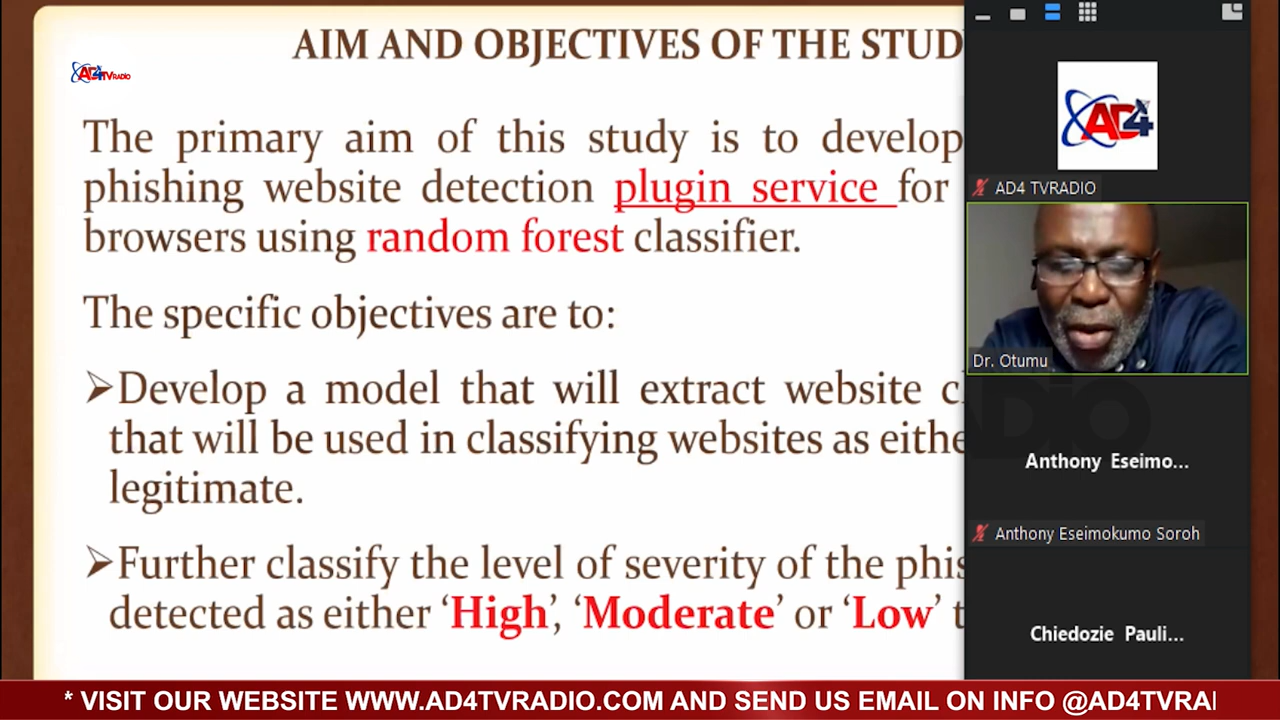 AIM AND OBJECTIVES OF THE STUD
AD4TVRADIO
The primary aim of this study is to develop
phishing website detection plugin service for
browsers using random forest classifier.
The specific objectives are to:
➢Develop a model that will extract website c
that will be used in classifying websites as eithe
legitimate.
➢Further classify the level of severity of the phis
detected as either ‘High’, ‘Moderate’ or ‘Low’ t
AD4
AD4 TVRADIO
Dr. Otumu
Anthony Eseimo...
Anthony Eseimokumo Soroh
Chiedozie Pauli...
* VISIT OUR WEBSITE WWW.AD4TVRADIO.COM AND SEND US EMAIL ON INFO @AD4TVRA